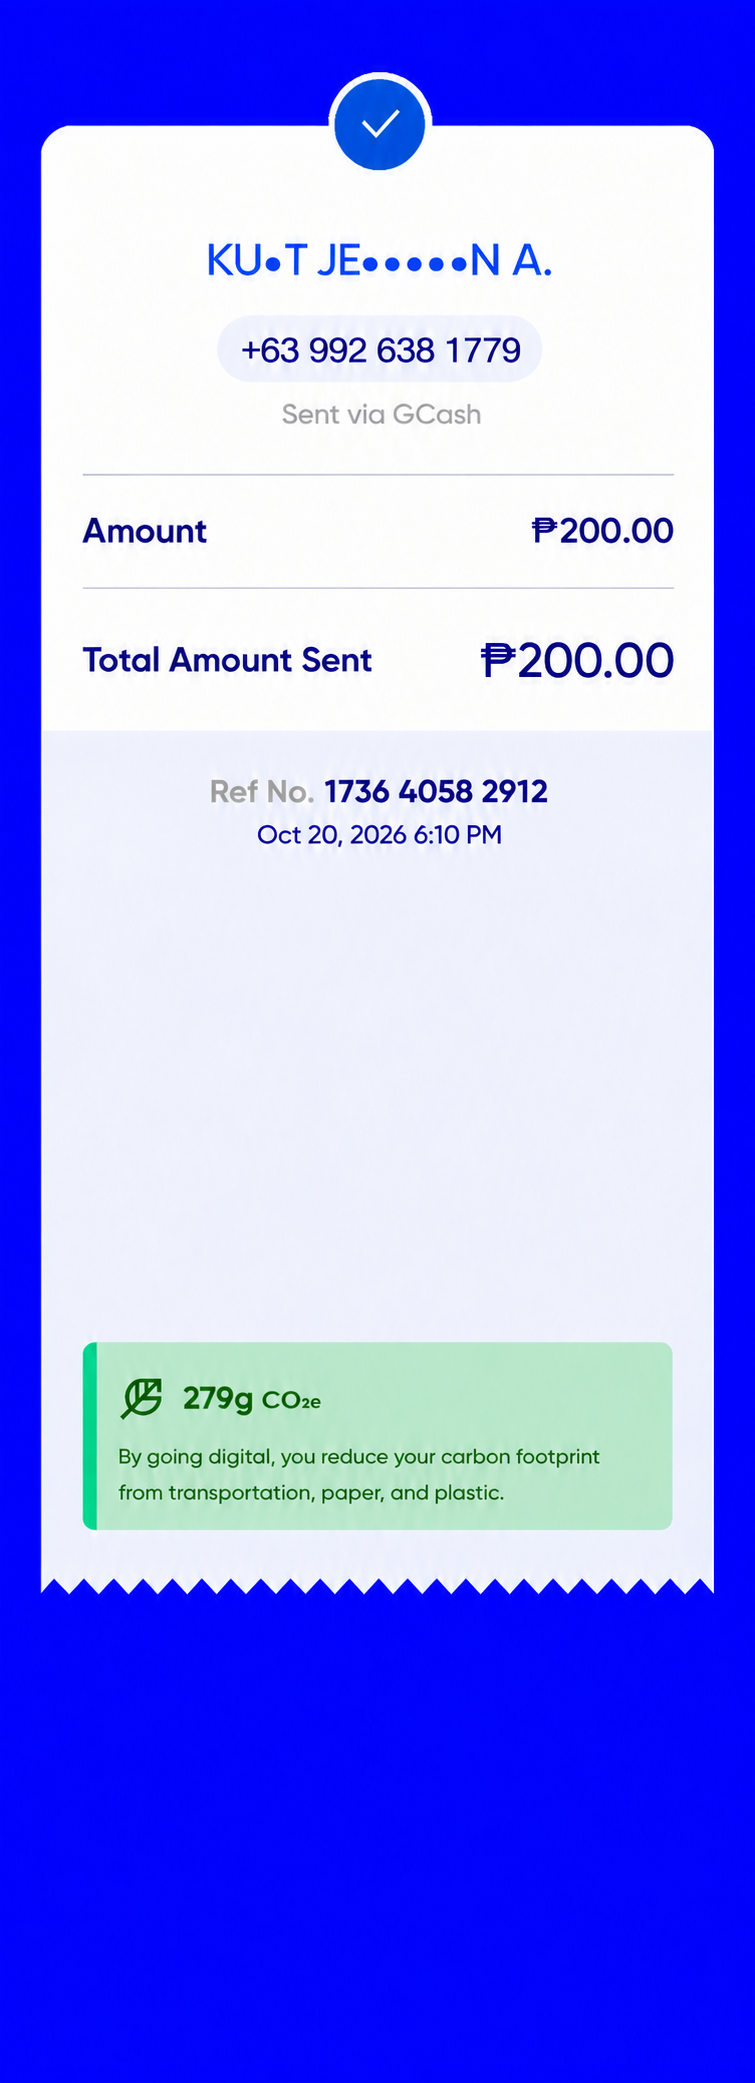 KU•T JE•••••N A.
+63 992 638 1779
Sent via GCash
Amount ₱200.00
Total Amount Sent ₱200.00
Ref No. 1736 4058 2912
Oct 20, 2026 6:10 PM
279g CO₂e
By going digital, you reduce your carbon footprint
from transportation, paper, and plastic.